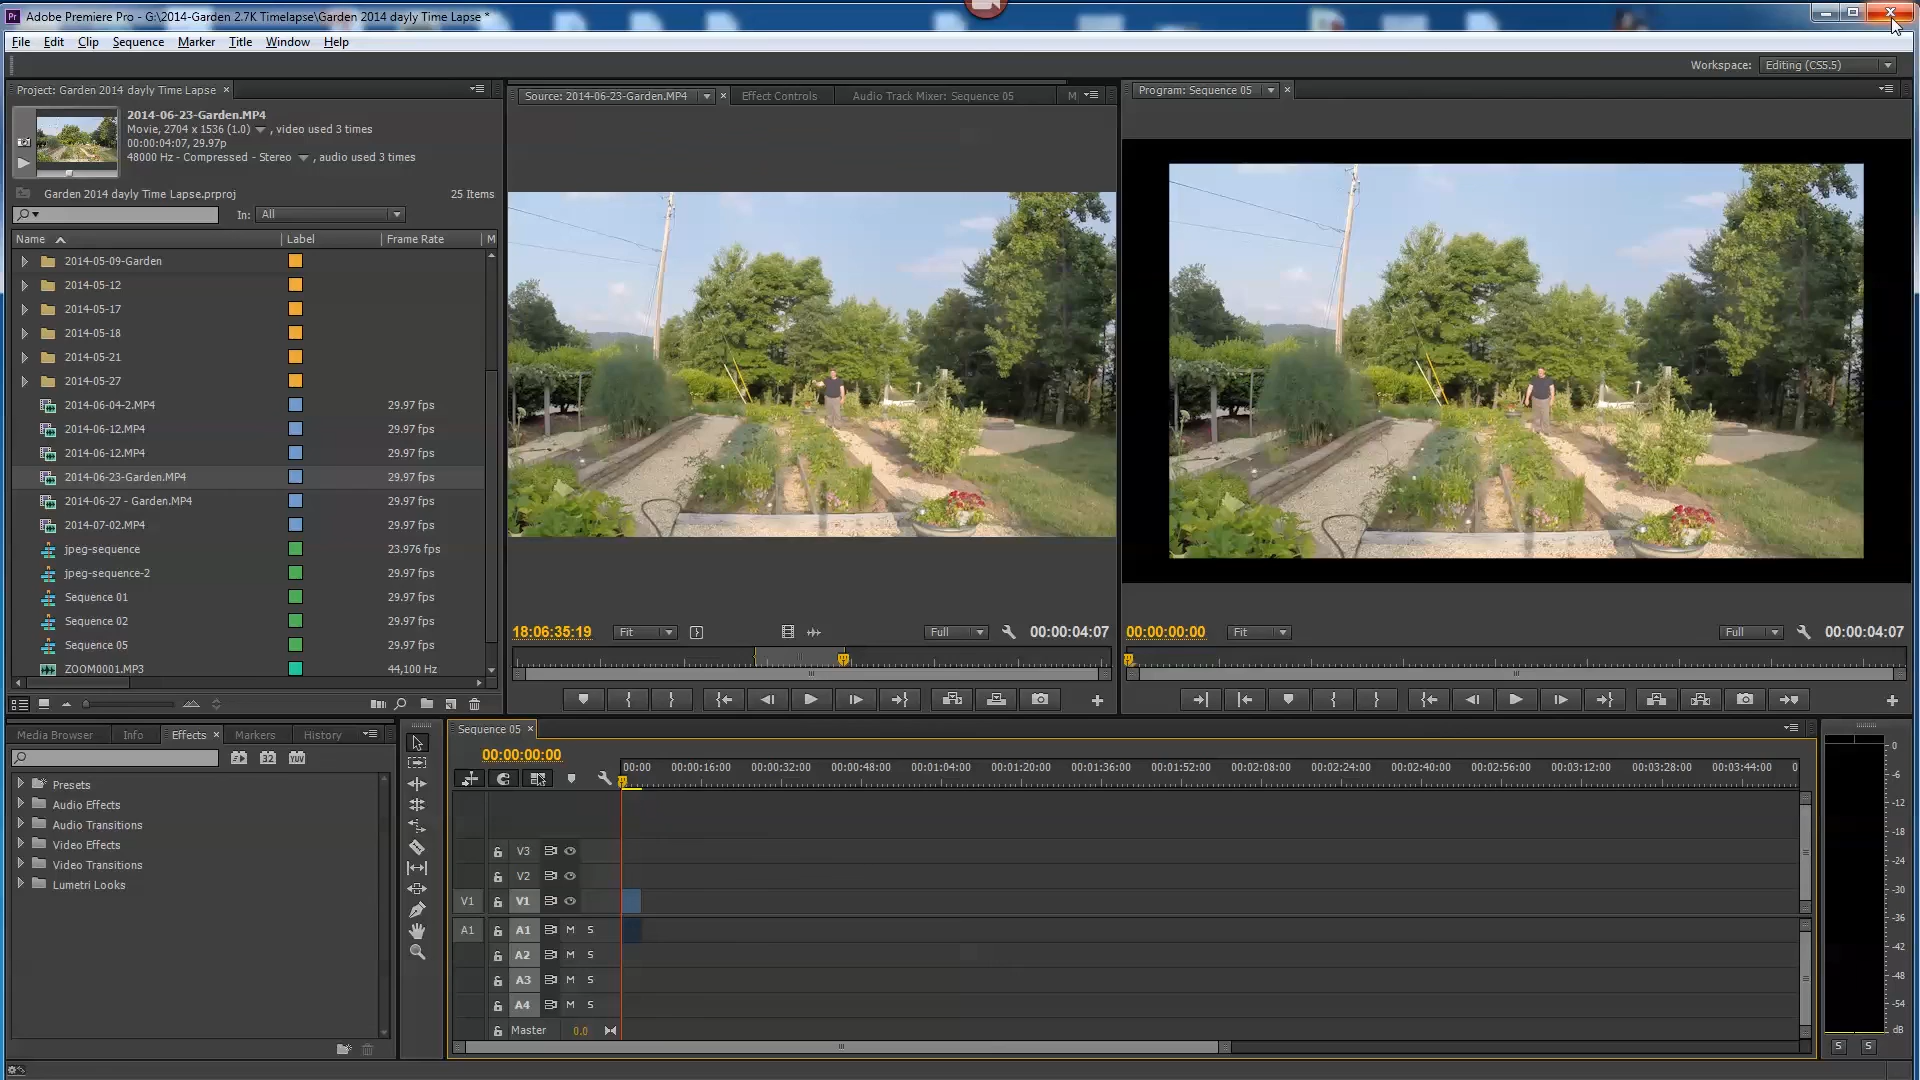 Adobe Premiere Pro - G:\2014-Garden 2.7K Timelapse\Garden 2014 dayly Time Lapse *
File Edit Clip Sequence Marker Title Window Help
Workspace: Editing (CS5.5)
Project: Garden 2014 dayly Time Lapse ×
2014-06-23-Garden.MP4
Movie, 2704 x 1536 (1.0) , video used 3 times
00:00:04:07, 29.97p
48000 Hz - Compressed - Stereo , audio used 3 times
Garden 2014 dayly Time Lapse.prproj 25 Items
In: All
Name Label Frame Rate M
2014-05-09-Garden
2014-05-12
2014-05-17
2014-05-18
2014-05-21
2014-05-27
2014-06-04-2.MP4 29.97 fps
2014-06-12.MP4 29.97 fps
2014-06-12.MP4 29.97 fps
2014-06-23-Garden.MP4 29.97 fps
2014-06-27 - Garden.MP4 29.97 fps
2014-07-02.MP4 29.97 fps
jpeg-sequence 23.976 fps
jpeg-sequence-2 29.97 fps
Sequence 01 29.97 fps
Sequence 02 29.97 fps
Sequence 05 29.97 fps
ZOOM0001.MP3 44,100 Hz
Source: 2014-06-23-Garden.MP4 × Effect Controls Audio Track Mixer: Sequence 05 M
18:06:35:19 Fit Full 00:00:04:07
Program: Sequence 05 ×
00:00:00:00 Fit Full 00:00:04:07
Media Browser Info Effects × Markers History
32 YUV
Presets
Audio Effects
Audio Transitions
Video Effects
Video Transitions
Lumetri Looks
Sequence 05 ×
00:00:00:00
00:00 00:00:16:00 00:00:32:00 00:00:48:00 00:01:04:00 00:01:20:00 00:01:36:00 00:01:52:00 00:02:08:00 00:02:24:00 00:02:40:00 00:02:56:00 00:03:12:00 00:03:28:00 00:03:44:00 0
V3
V2
V1 V1
A1 A1 M S
A2 M S
A3 M S
A4 M S
Master 0.0
0
-6
-12
-18
-24
-30
-36
-42
-48
-54
dB
S S